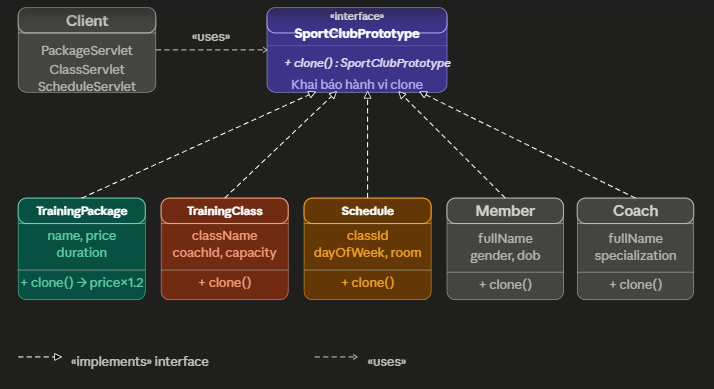 Client
PackageServlet
ClassServlet
ScheduleServlet
«uses»
«interface»
SportClubPrototype
+ clone() : SportClubPrototype
Khai báo hành vi clone
TrainingPackage
name, price
duration
+ clone() → price×1.2
TrainingClass
className
coachId, capacity
+ clone()
Schedule
classId
dayOfWeek, room
+ clone()
Member
fullName
gender, dob
+ clone()
Coach
fullName
specialization
+ clone()
«implements» interface
«uses»